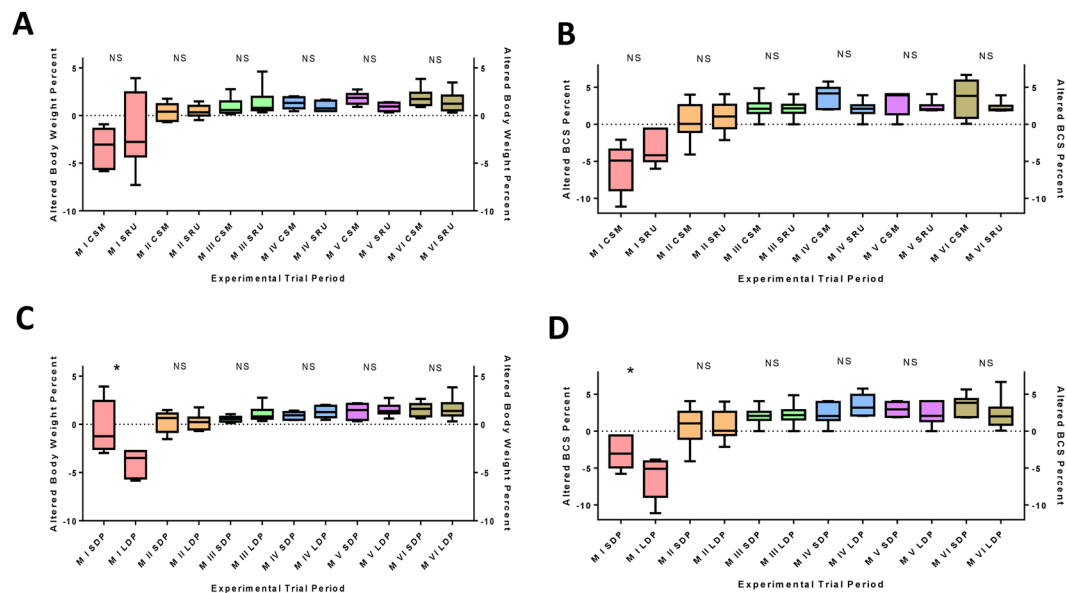 A
NS NS NS NS NS NS
Altered Body Weight Percent
5
0
-5
-10
5
0
-5
-10
Altered Body Weight Percent
M I CSM M I SRU M II CSM M II SRU M III CSM M III SRU M IV CSM M IV SRU M V CSM M V SRU M VI CSM M VI SRU
Experimental Trial Period
B
NS NS NS NS NS NS
Altered BCS Percent
5
0
-5
-10
5
0
-5
-10
Altered BCS Percent
M I CSM M I SRU M II CSM M II SRU M III CSM M III SRU M IV CSM M IV SRU M V CSM M V SRU M VI CSM M VI SRU
Experimental Trial Period
C
* NS NS NS NS NS
Altered Body Weight Percent
5
0
-5
-10
5
0
-5
-10
Altered Body Weight Percent
M I SDP M I LDP M II SDP M II LDP M III SDP M III LDP M IV SDP M IV LDP M V SDP M V LDP M VI SDP M VI LDP
Experimental Trial Period
D
* NS NS NS NS NS
Altered BCS Percent
5
0
-5
-10
5
0
-5
-10
Altered BCS Percent
M I SDP M I LDP M II SDP M II LDP M III SDP M III LDP M IV SDP M IV LDP M V SDP M V LDP M VI SDP M VI LDP
Experimental Trial Period